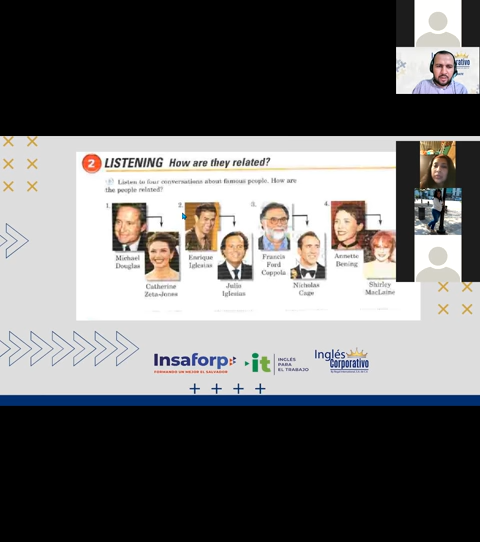 2 LISTENING How are they related?
Listen to four conversations about famous people. How are
the people related?
1. 2. 3. 4.
Michael
Douglas
Catherine
Zeta-Jones
Enrique
Iglesias
Julio
Iglesias
Francis
Ford
Coppola
Nicholas
Cage
Annette
Bening
Shirley
MacLaine
Insaforp
FORMANDO UN MEJOR EL SALVADOR
it
INGLÉS
PARA
EL TRABAJO
Inglés
Corporativo